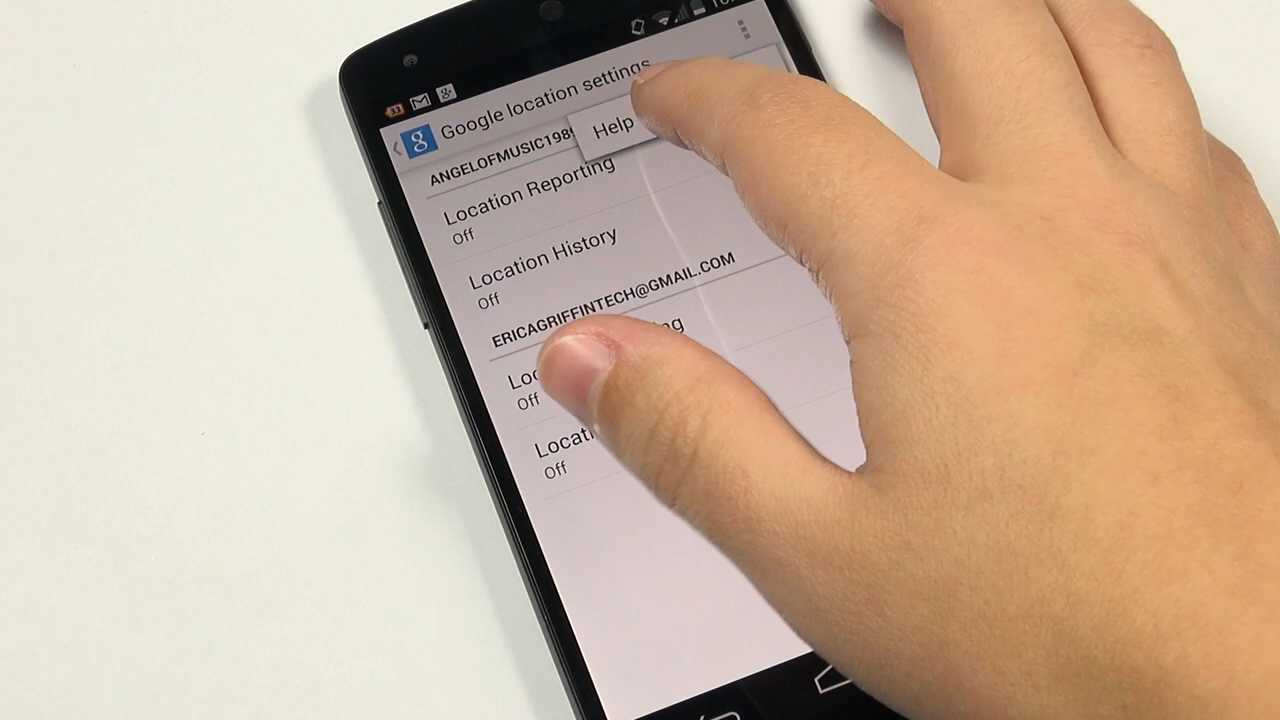 Google location settings
Help
ANGELOFMUSIC198
Location Reporting
Off
Location History
Off
ERICAGRIFFINTECH@GMAIL.COM
Off
Off